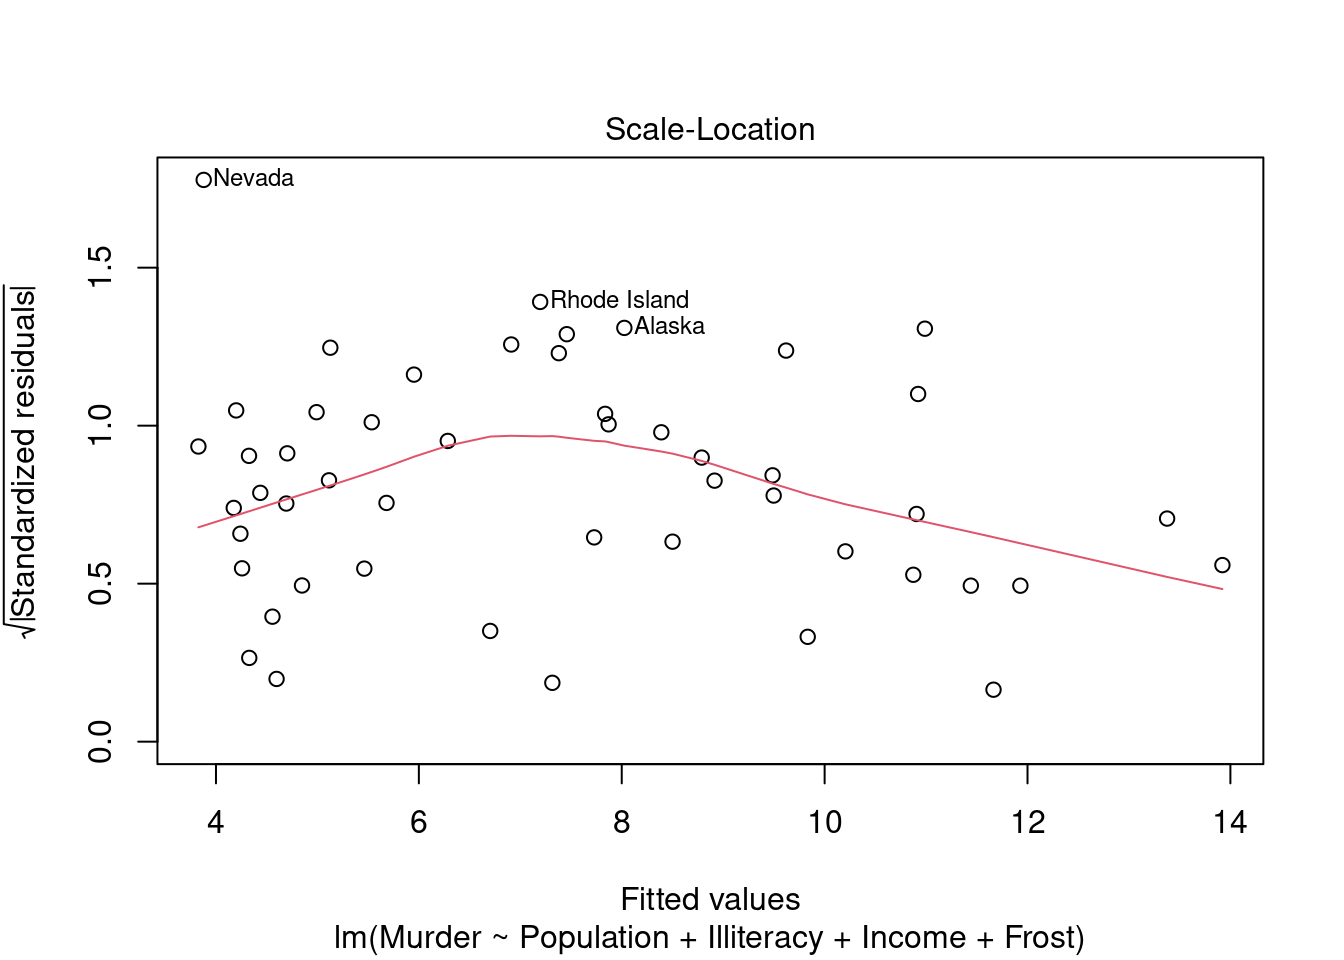 Scale-Location
Nevada
Rhode Island
Alaska
√|Standardized residuals|
0.0
0.5
1.0
1.5
4
6
8
10
12
14
Fitted values
lm(Murder ~ Population + Illiteracy + Income + Frost)